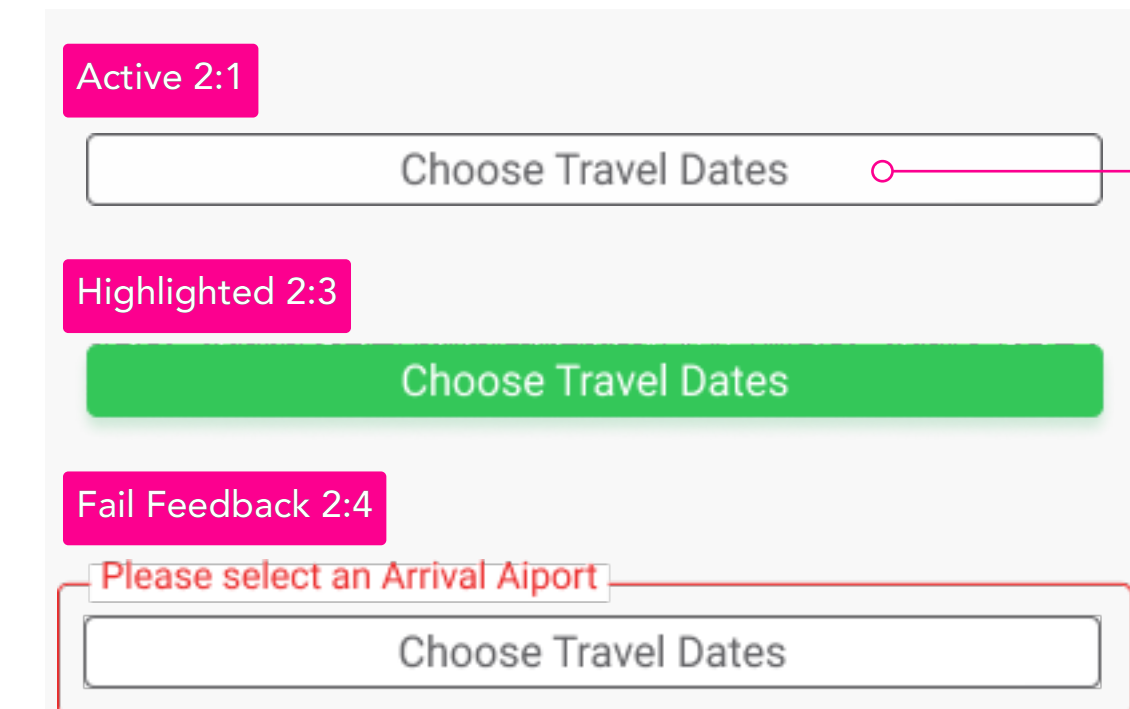 Active 2:1
Choose Travel Dates
Highlighted 2:3
Choose Travel Dates
Fail Feedback 2:4
Please select an Arrival Aiport
Choose Travel Dates